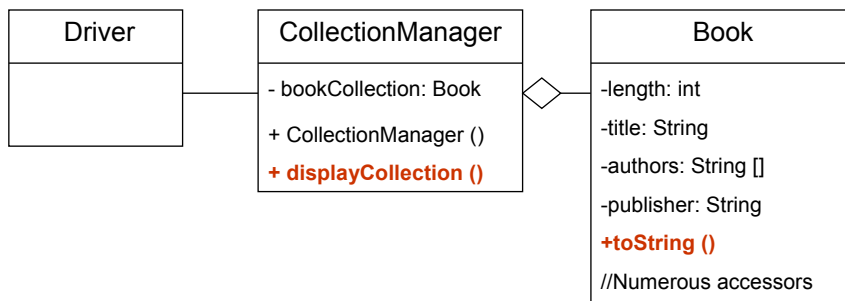 Driver
CollectionManager
- bookCollection: Book
+ CollectionManager ()
+ displayCollection ()
Book
-length: int
-title: String
-authors: String []
-publisher: String
+toString ()
//Numerous accessors